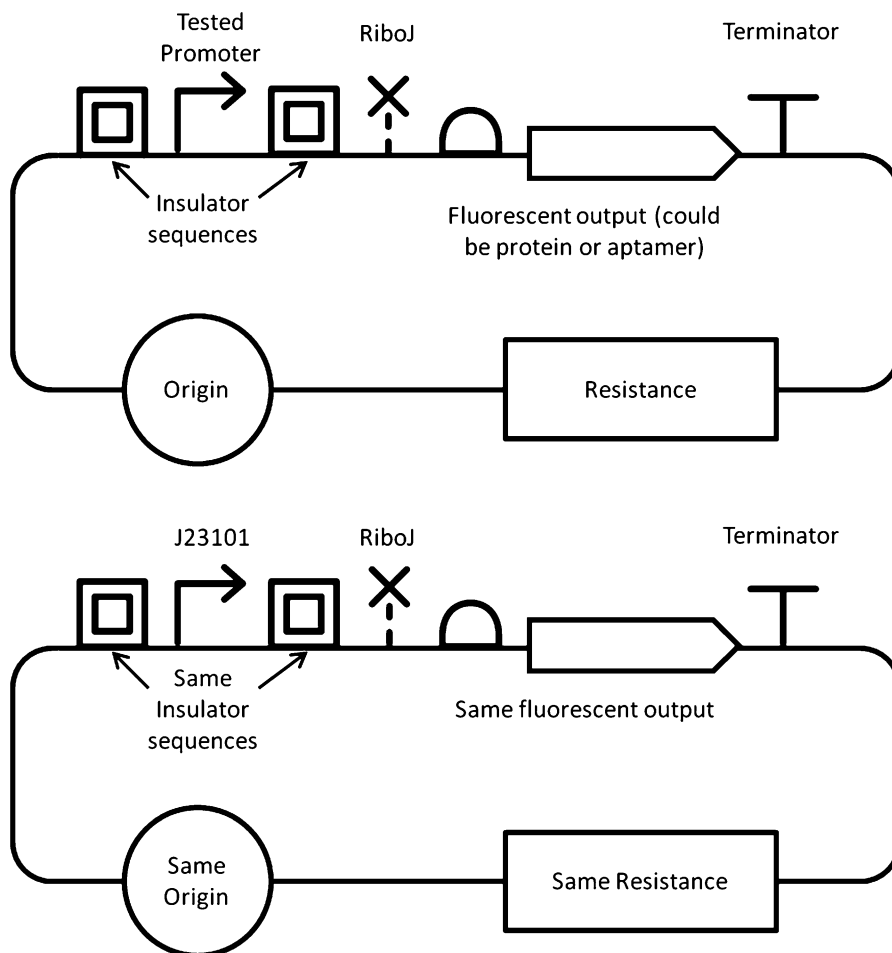 Tested
Promoter
RiboJ
Terminator
Insulator
sequences
Fluorescent output (could
be protein or aptamer)
Origin
Resistance
J23101
RiboJ
Terminator
Same
Insulator
sequences
Same fluorescent output
Same
Origin
Same Resistance